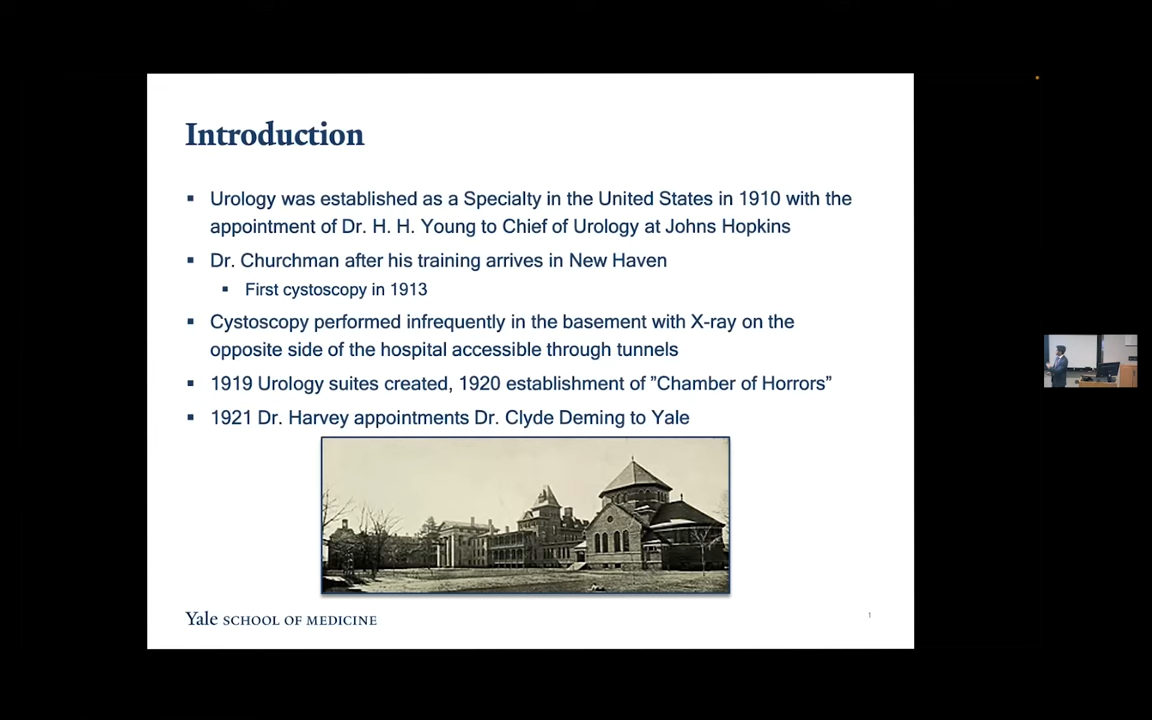 Introduction
▪ Urology was established as a Specialty in the United States in 1910 with the
appointment of Dr. H. H. Young to Chief of Urology at Johns Hopkins
▪ Dr. Churchman after his training arrives in New Haven
▪ First cystoscopy in 1913
▪ Cystoscopy performed infrequently in the basement with X-ray on the
opposite side of the hospital accessible through tunnels
▪ 1919 Urology suites created, 1920 establishment of ”Chamber of Horrors”
▪ 1921 Dr. Harvey appointments Dr. Clyde Deming to Yale
Yale SCHOOL OF MEDICINE
1